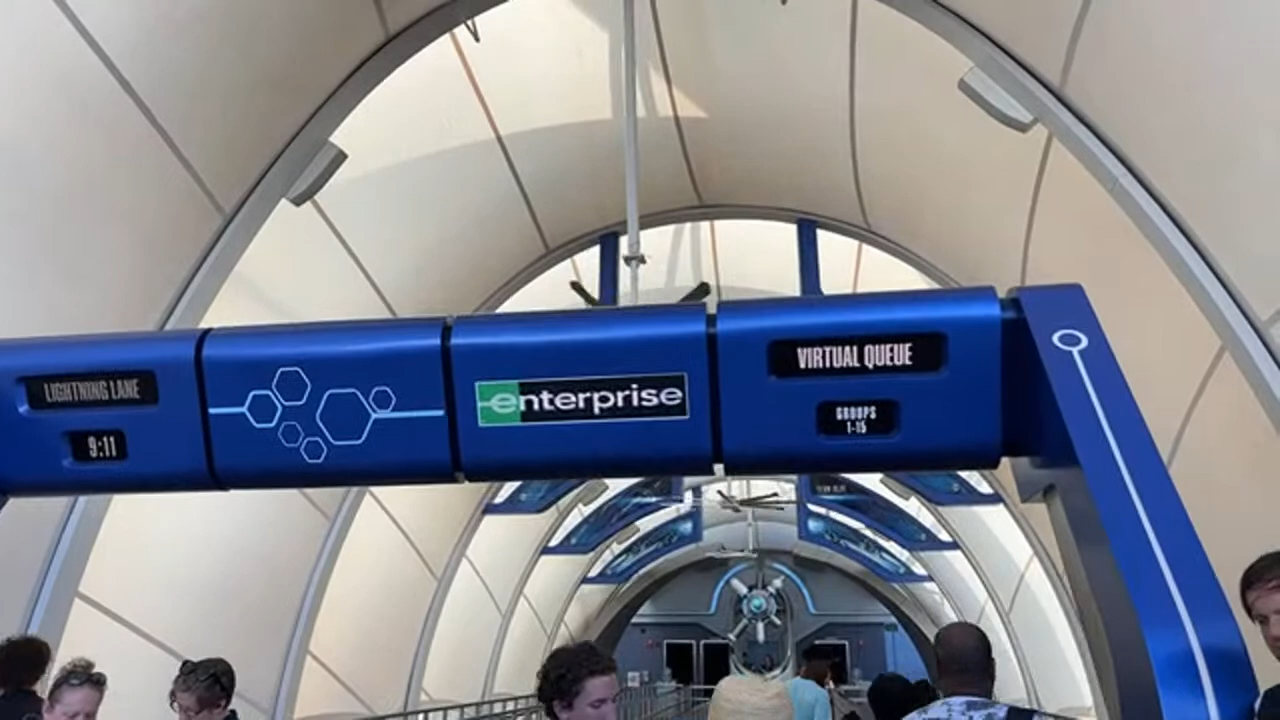 LIGHTNING LANE
9:11
enterprise
VIRTUAL QUEUE
GROUPS
1-15